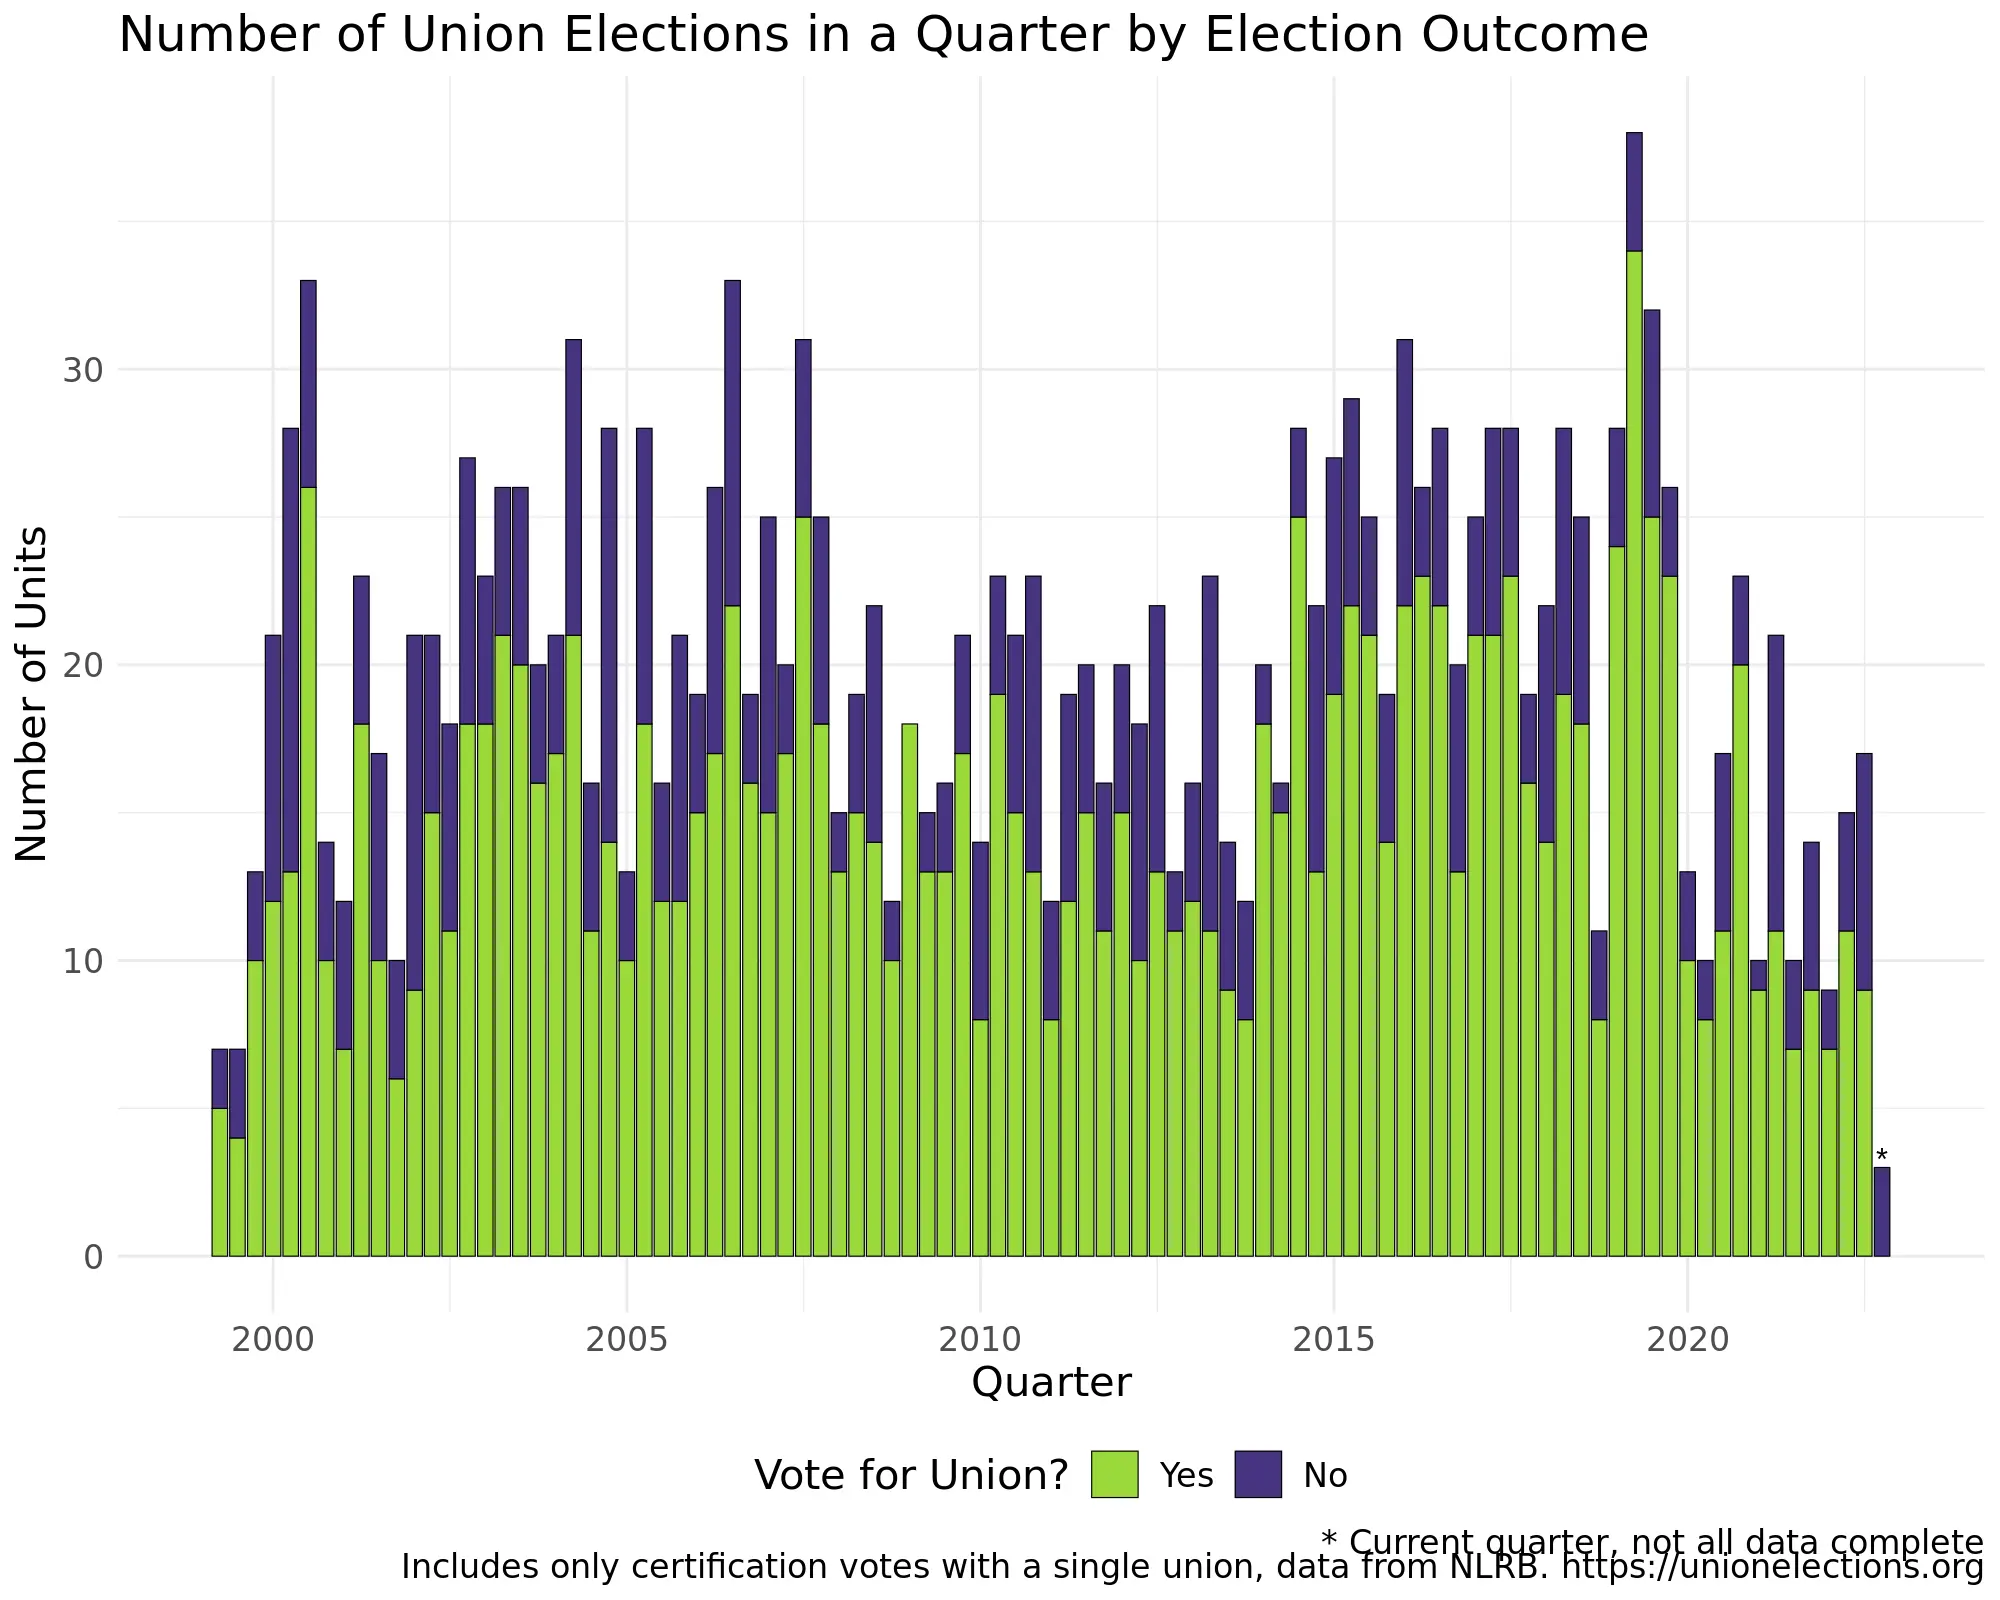 Number of Union Elections in a Quarter by Election Outcome
Number of Units
30
20
10
0
*
2000 2005 2010 2015 2020
Quarter
Vote for Union? Yes No
* Current quarter, not all data complete
Includes only certification votes with a single union, data from NLRB. https://unionelections.org